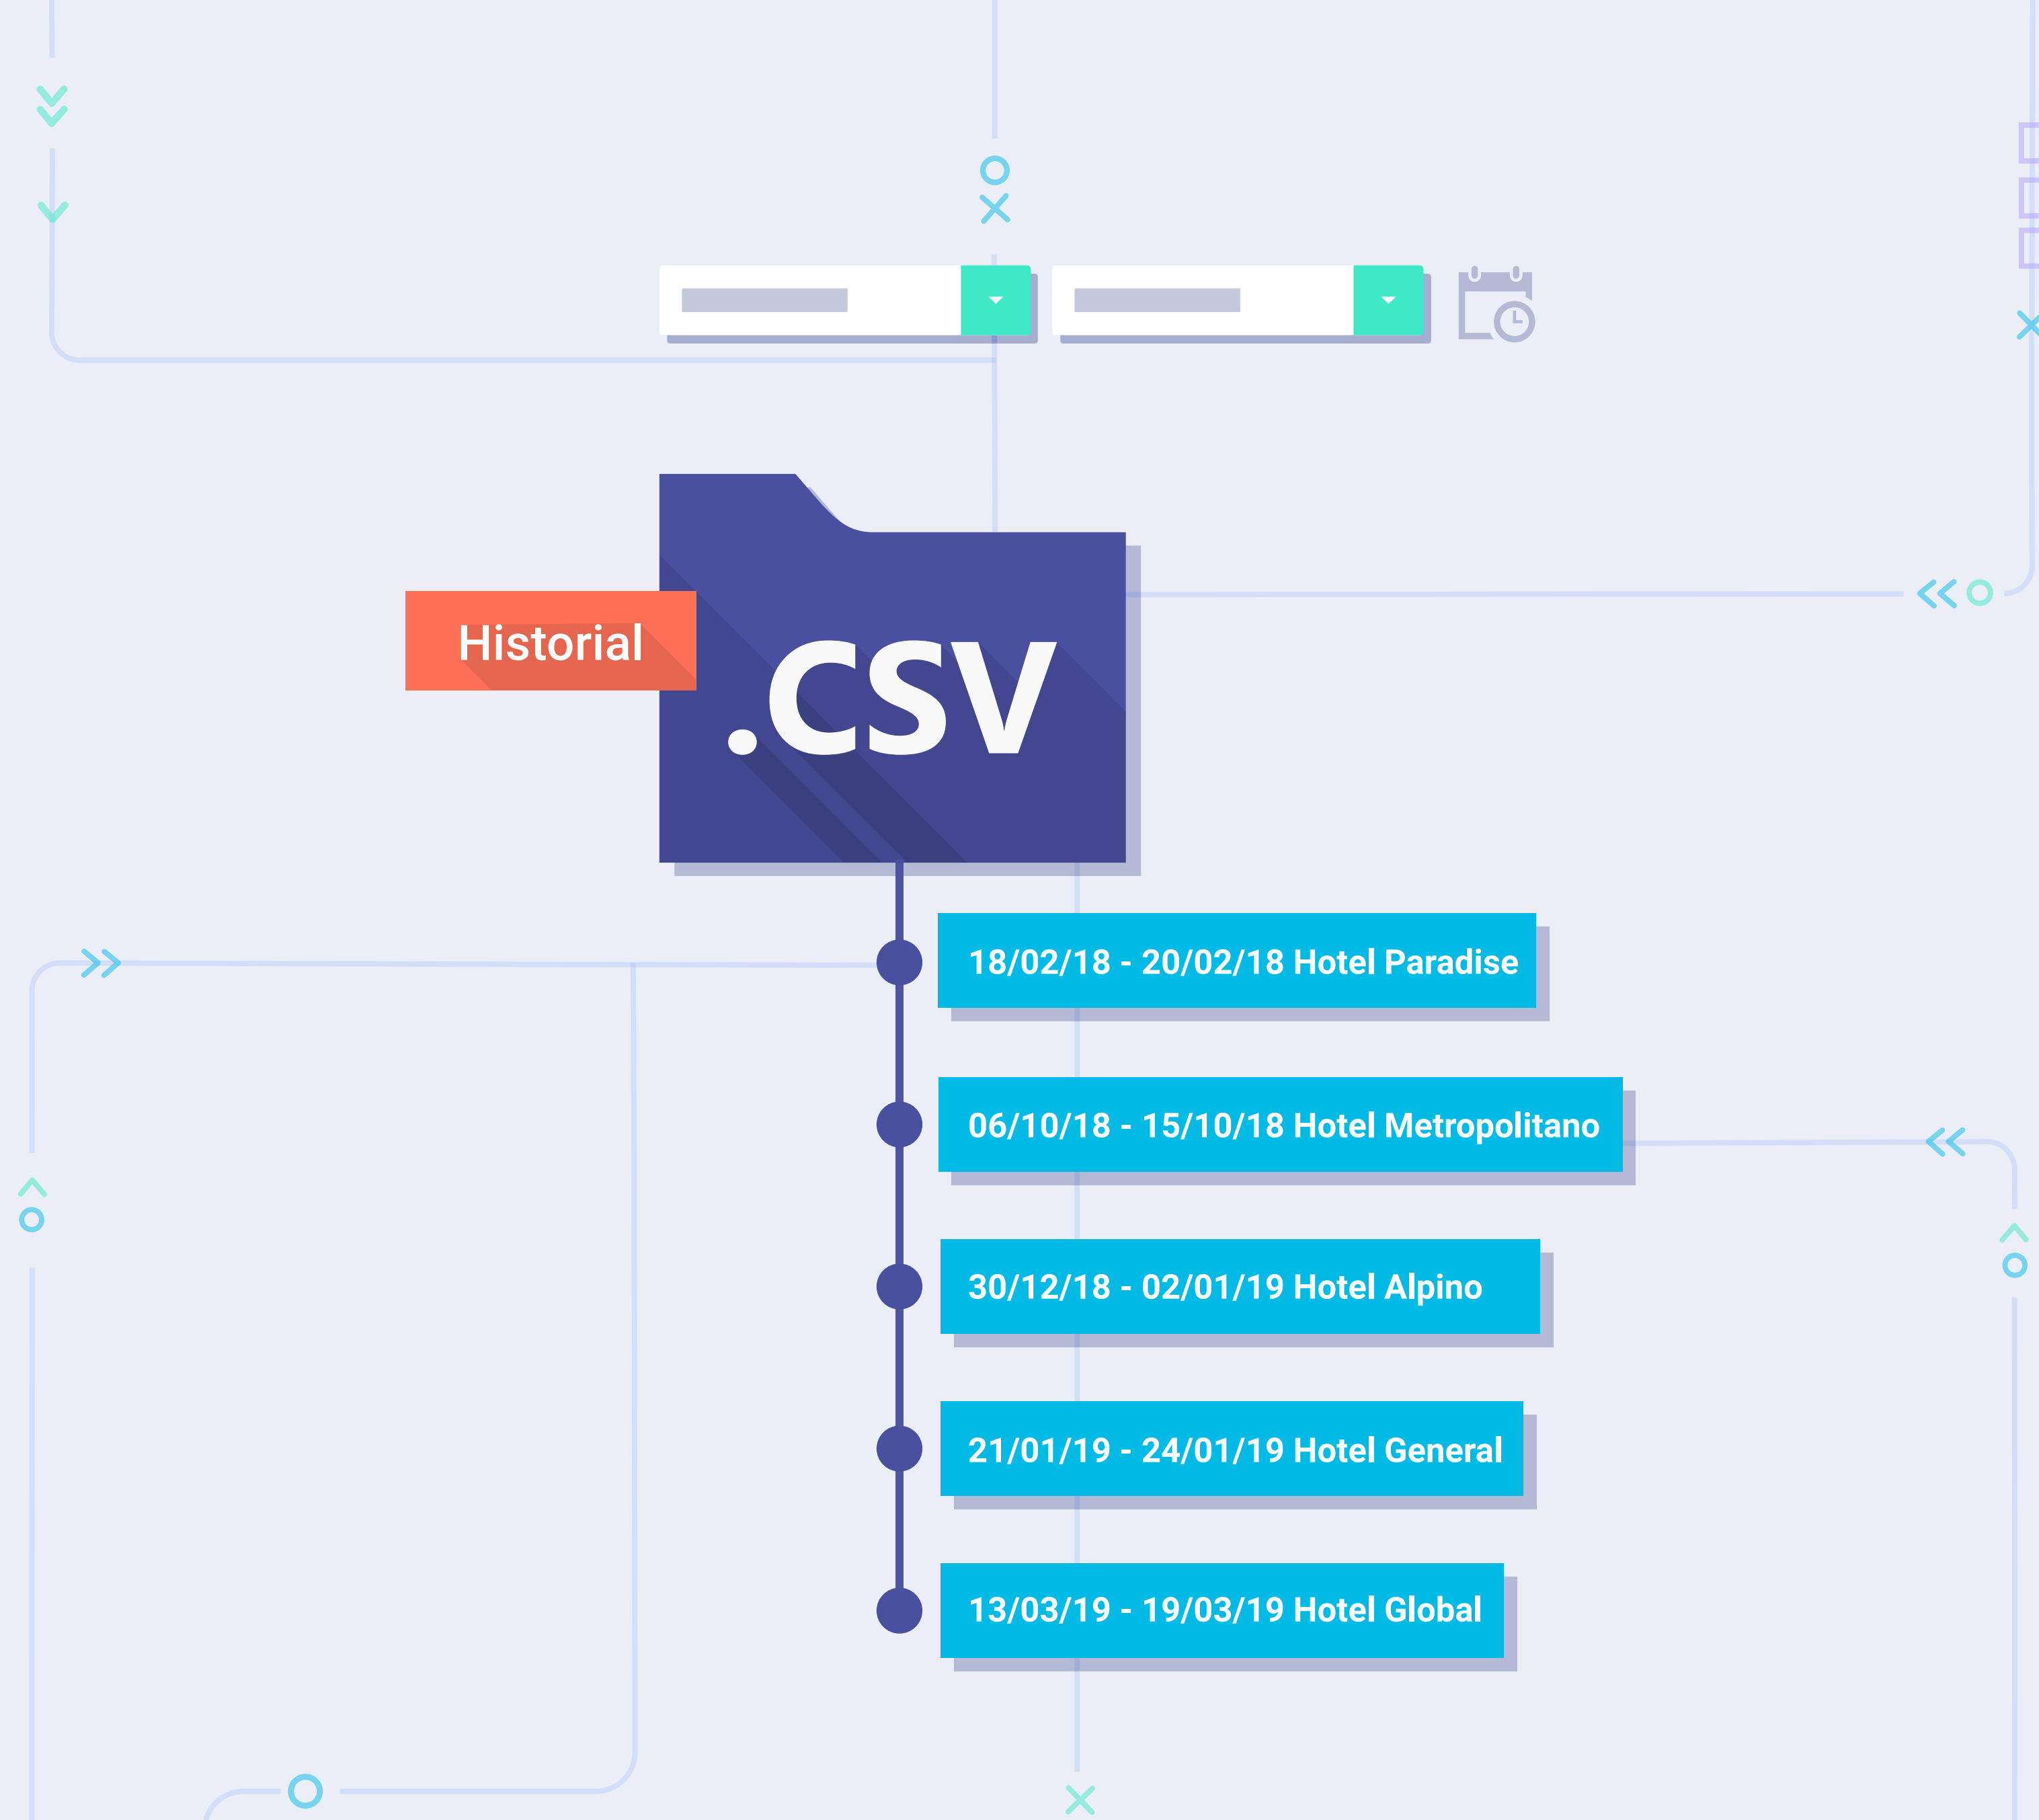 Historial
.CSV
18/02/18 - 20/02/18 Hotel Paradise
06/10/18 - 15/10/18 Hotel Metropolitano
30/12/18 - 02/01/19 Hotel Alpino
21/01/19 - 24/01/19 Hotel General
13/03/19 - 19/03/19 Hotel Global